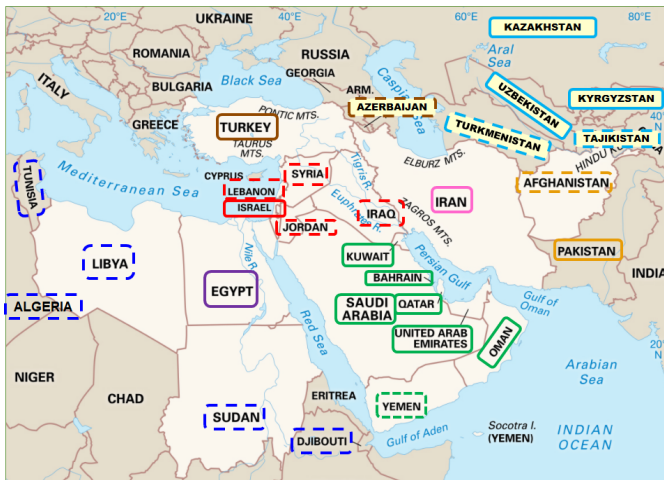 20°E
UKRAINE
40°E
60°E
80°E
KAZAKHSTAN
Aral
Sea
ROMANIA
RUSSIA
ITALY
Black Sea
GEORGIA
BULGARIA
ARM.
Caspian Sea
UZBEKISTAN
KYRGYZSTAN
AZERBAIJAN
PONTIC MTS.
GREECE
TURKEY
TURKMENISTAN
TAJIKISTAN
TAURUS
MTS.
ELBURZ MTS.
HINDU
TUNISIA
Mediterranean Sea
CYPRUS
SYRIA
Tigris R.
LEBANON
AFGHANISTAN
IRAN
ISRAEL
Euphrates R.
IRAQ
ZAGROS MTS.
JORDAN
LIBYA
KUWAIT
PAKISTAN
Nile R.
Persian Gulf
BAHRAIN
INDIA
EGYPT
ALGERIA
SAUDI
ARABIA
QATAR
Gulf of
Oman
Red Sea
UNITED ARAB
EMIRATES
OMAN
20°
N
Arabian
Sea
NIGER
CHAD
ERITREA
YEMEN
SUDAN
Socotra I.
(YEMEN)
INDIAN
OCEAN
DJIBOUTI
Gulf of Aden